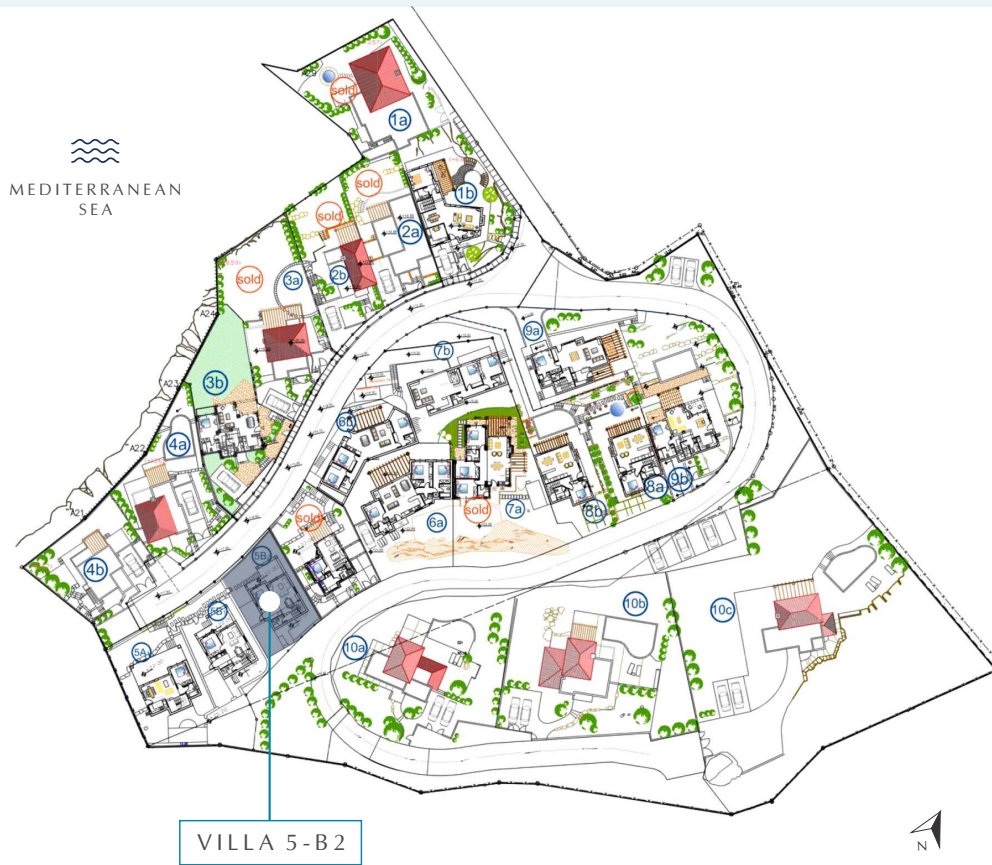 sold
1a
MEDITERRANEAN
SEA
sold
1b
sold
2a
sold
3a
2b
A24
9a
7b
3b
A23
6b
4a
A22
8a
9b
sold
sold
7a
8b
6a
A21
4b
5B2
5B1
10b
10c
5A
10a
VILLA 5-B2
N